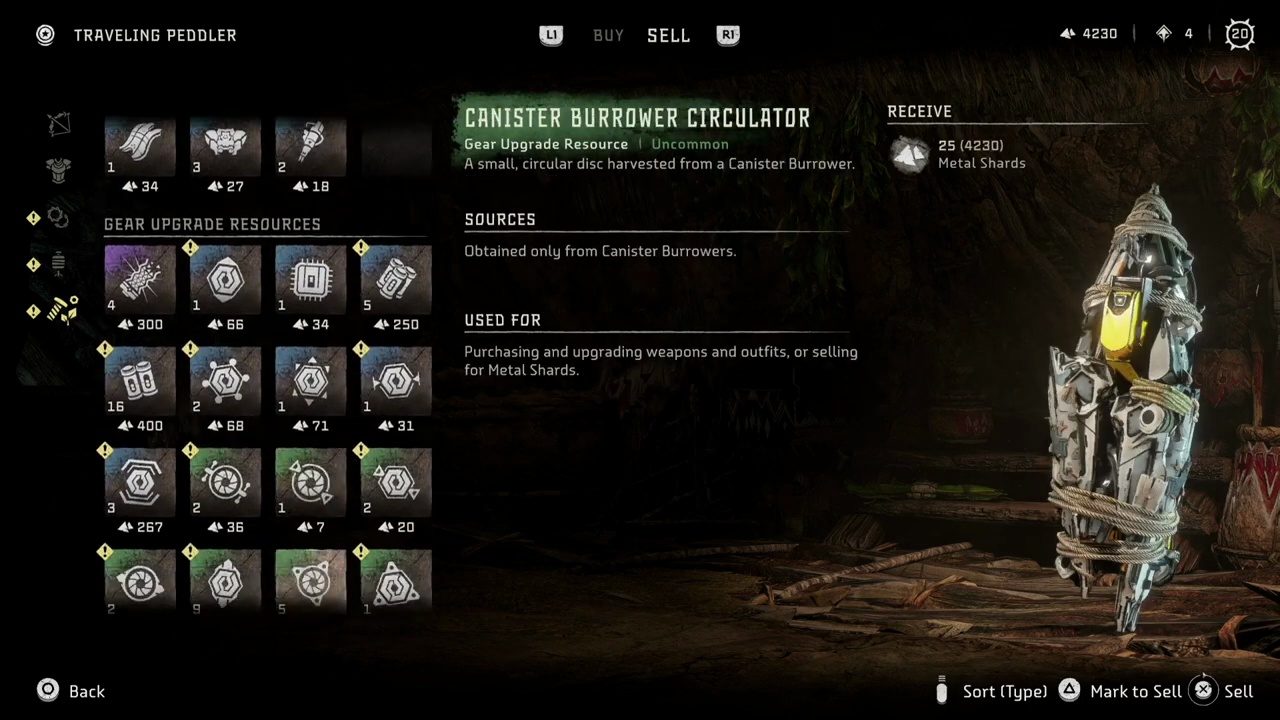 TRAVELING PEDDLER
L1 BUY SELL R1
4230 | 4 | 20
1 3 2
34 27 18
GEAR UPGRADE RESOURCES
4 1 1 5
300 66 34 250
16 2 1 1
400 68 71 31
3 2 1 2
267 36 7 20
2 9 5 1
CANISTER BURROWER CIRCULATOR
Gear Upgrade Resource | Uncommon
A small, circular disc harvested from a Canister Burrower.
SOURCES
Obtained only from Canister Burrowers.
USED FOR
Purchasing and upgrading weapons and outfits, or selling
for Metal Shards.
RECEIVE
25 (4230)
Metal Shards
Back
Sort (Type) Mark to Sell Sell